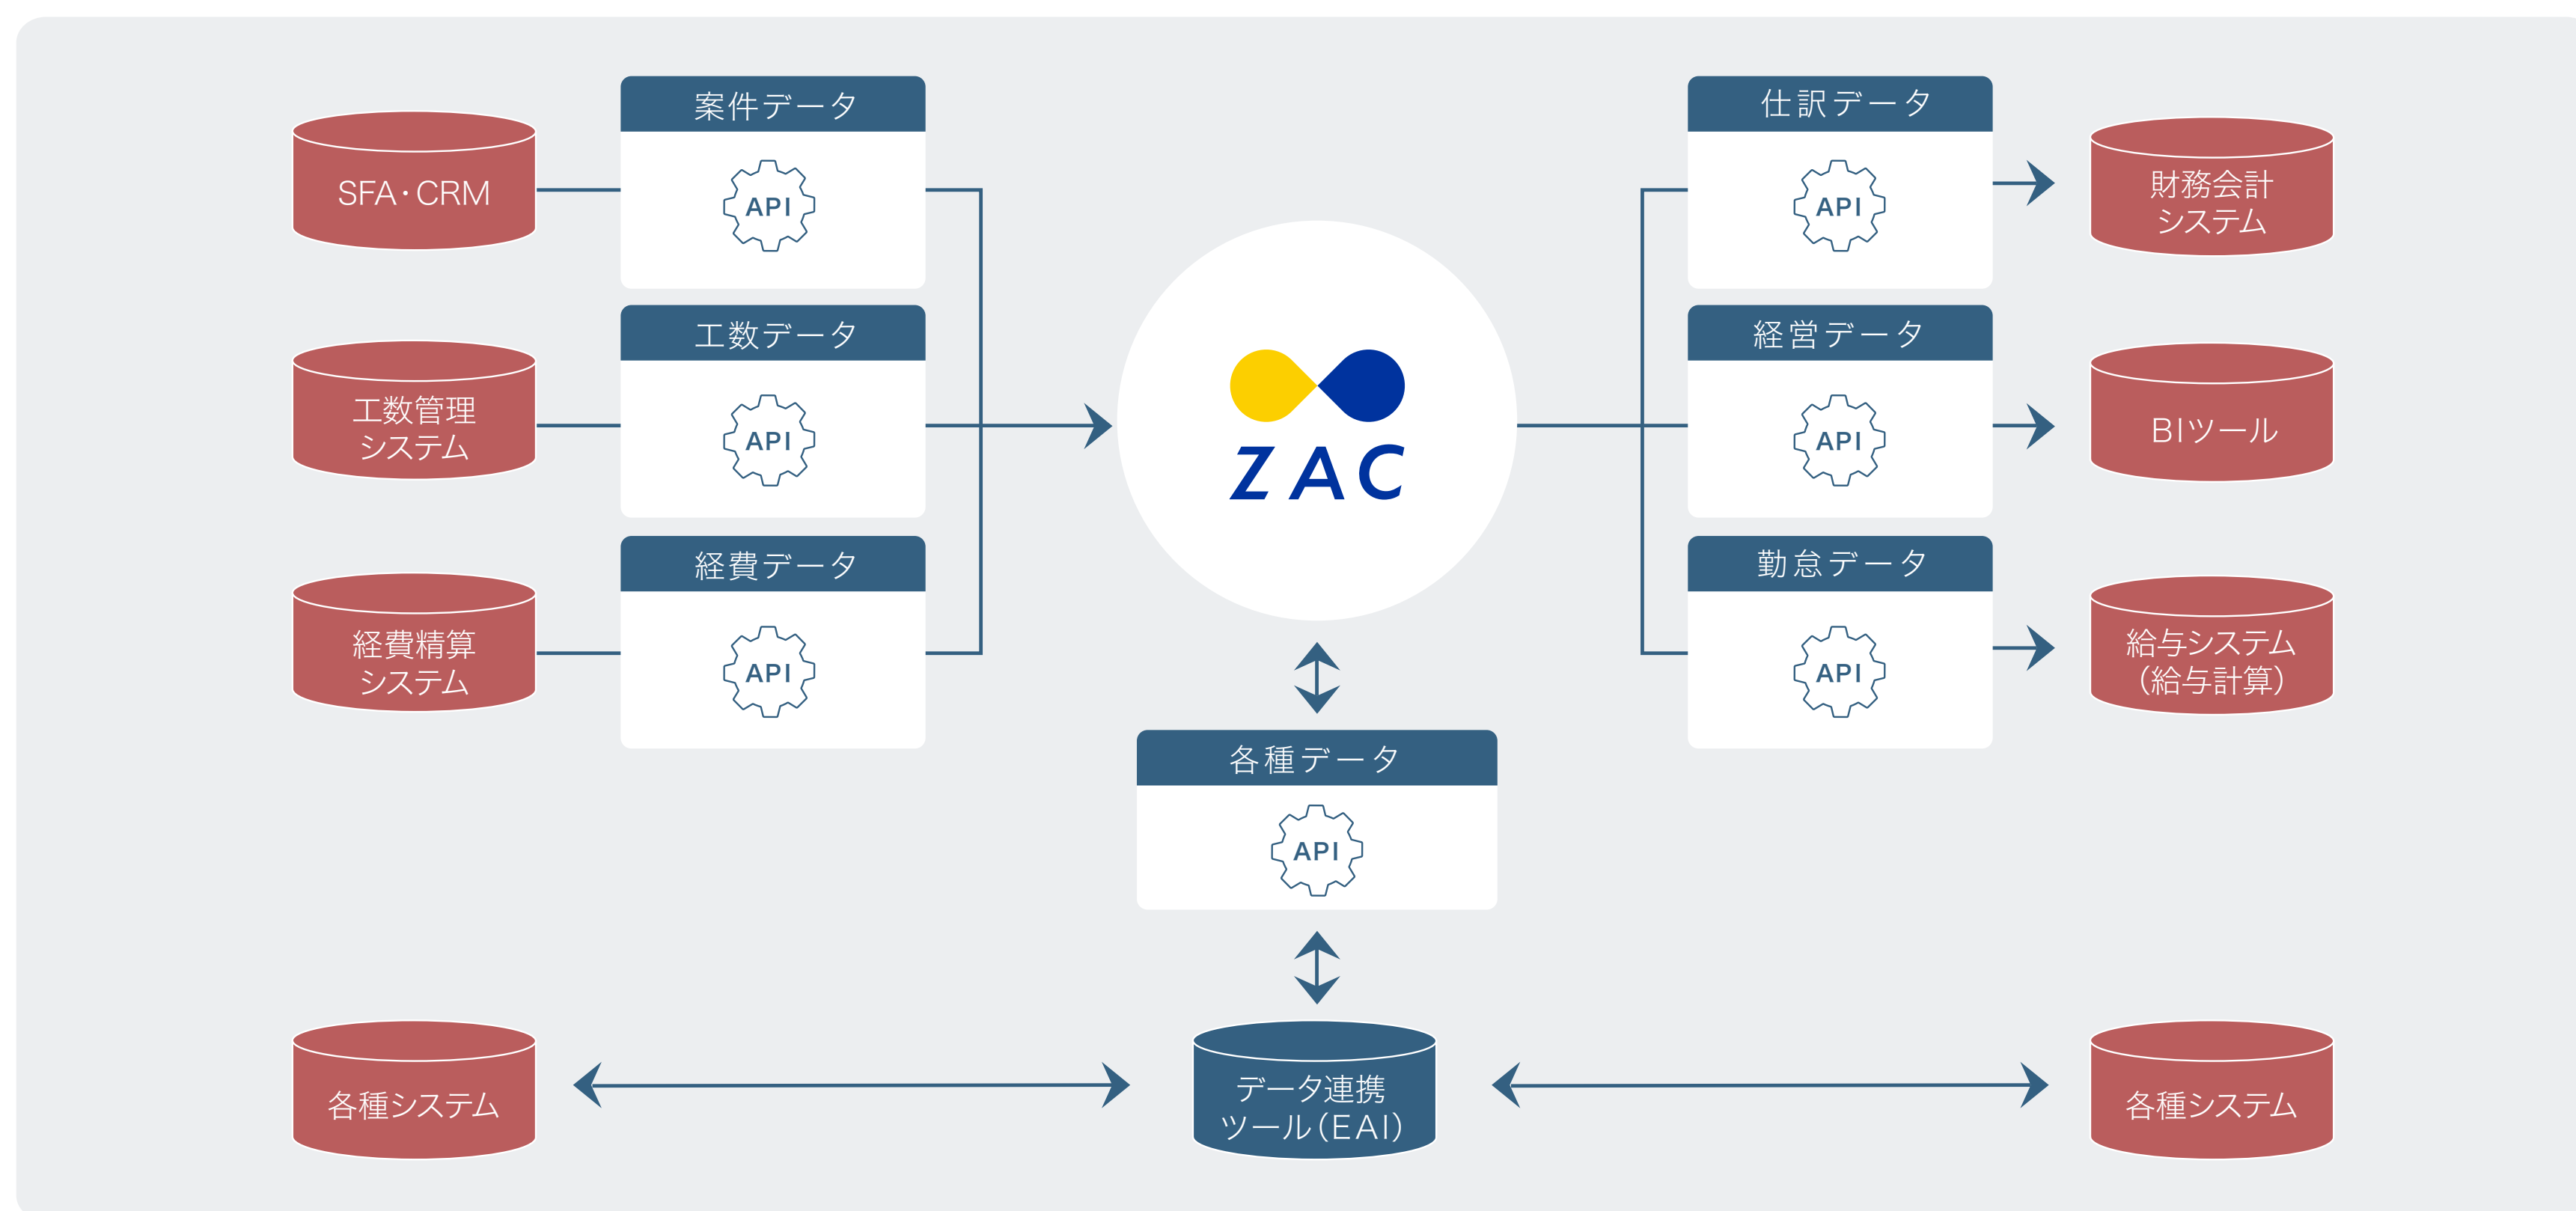 案件データ
API
SFA・CRM
工数データ
API
工数管理
システム
経費データ
API
経費精算
システム
ZAC
仕訳データ
API
財務会計
システム
経営データ
API
BIツール
勤怠データ
API
給与システム
（給与計算）
各種データ
API
各種システム
データ連携
ツール（EAI）
各種システム